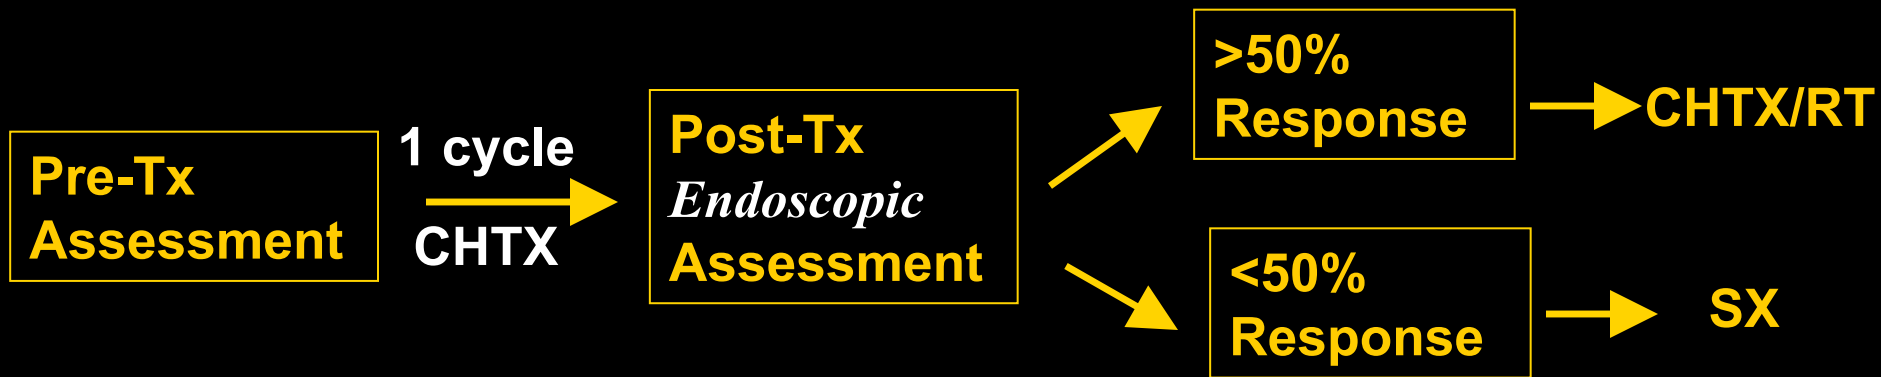 Pre-Tx
Assessment
1 cycle
CHTX
Post-Tx
Endoscopic
Assessment
>50%
Response
CHTX/RT
<50%
Response
SX